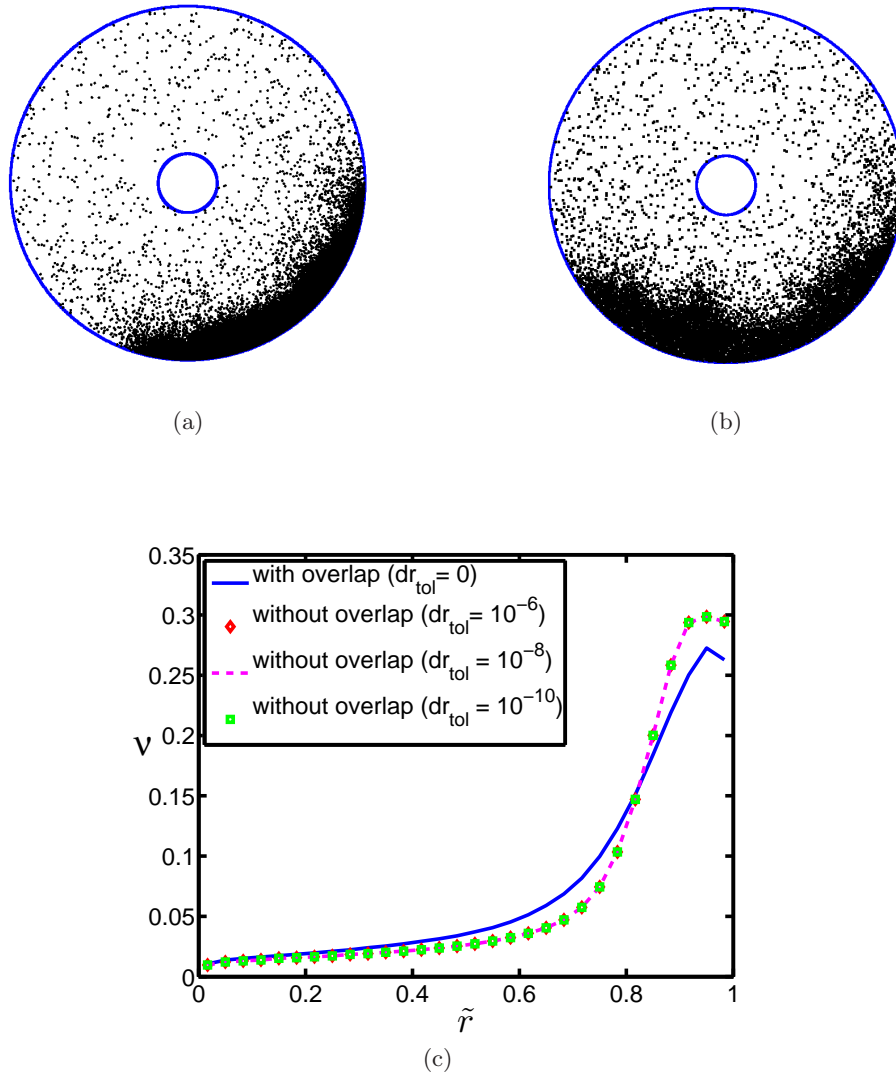 (a)
(b)
0.35
0.3
0.25
0.2
0.15
0.1
0.05
0
ν
with overlap (dr_tol= 0)
without overlap (dr_tol= 10^−6)
without overlap (dr_tol= 10^−8)
without overlap (dr_tol = 10^−10)
0 0.2 0.4 0.6 0.8 1
r̃
(c)